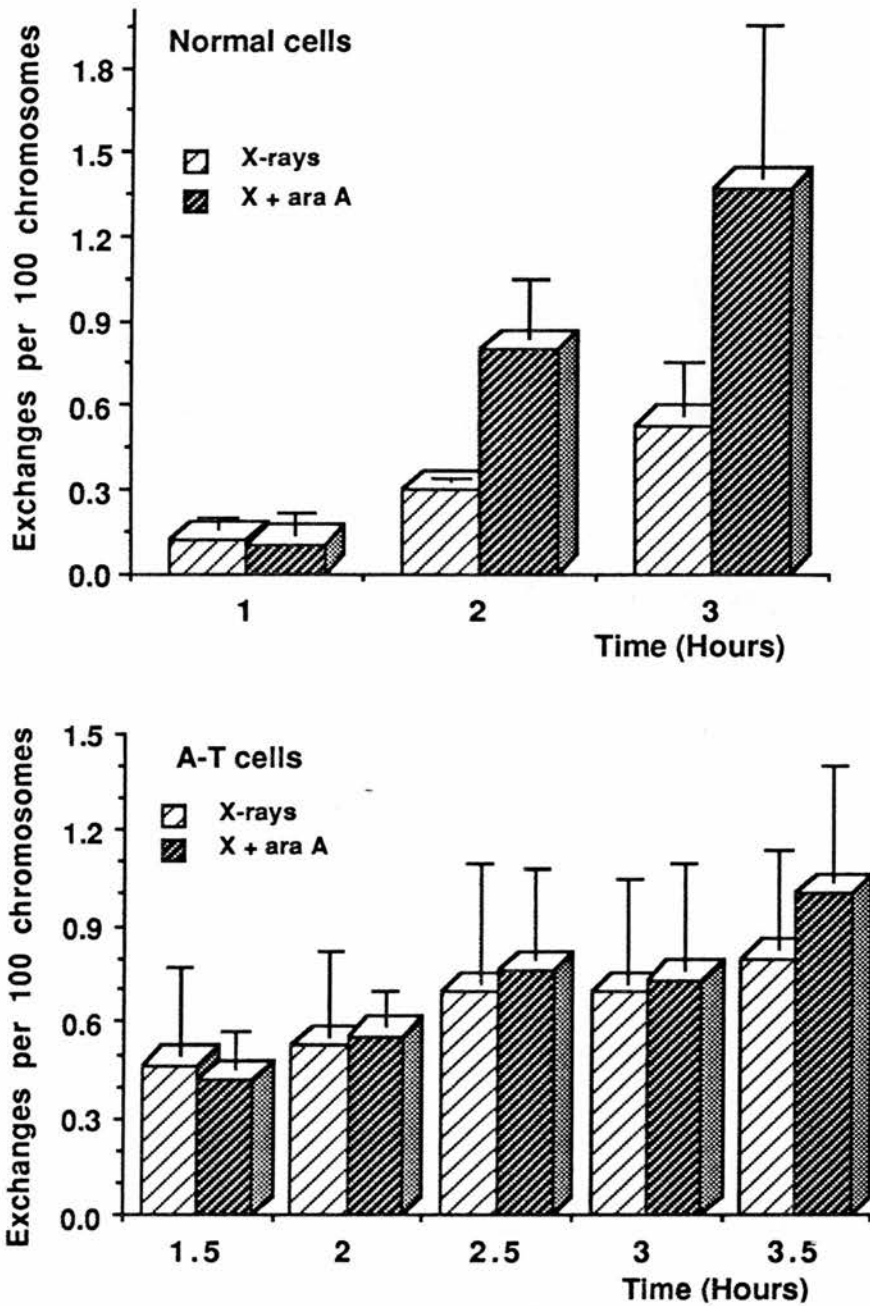 Normal cells
X-rays
X + ara A
Exchanges per 100 chromosomes
1.8
1.5
1.2
0.9
0.6
0.3
0.0
1 2 3
Time (Hours)
A-T cells
X-rays
X + ara A
Exchanges per 100 chromosomes
1.5
1.2
0.9
0.6
0.3
0.0
1.5 2 2.5 3 3.5
Time (Hours)